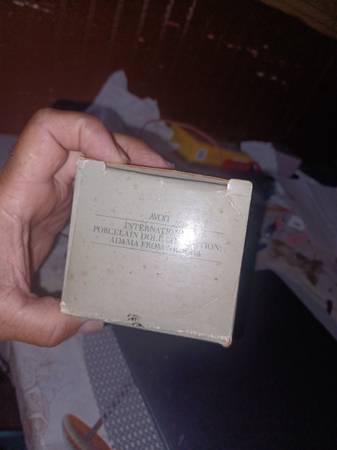 AVON
INTERNATIONAL
PORCELAIN DOLL COLLECTION:
ADAMA FROM